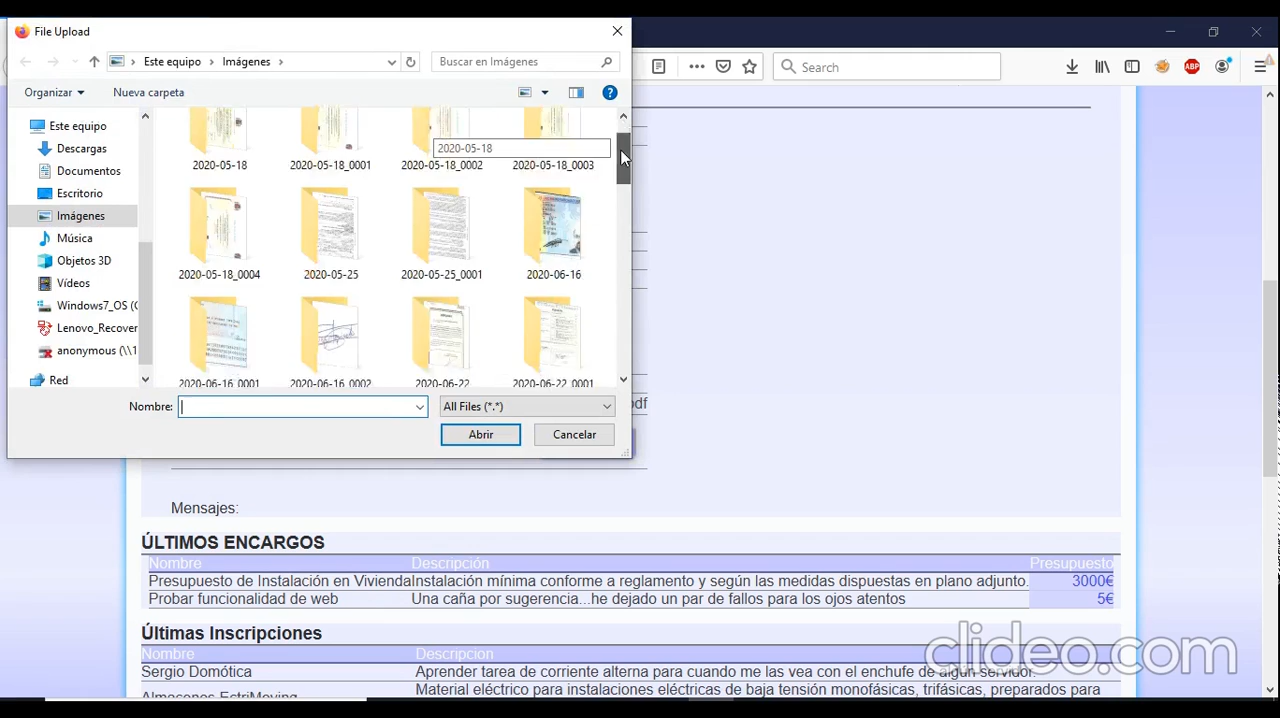 File Upload
Este equipo
Imágenes
Buscar en Imágenes
Search
ABP
Organizar
Nueva carpeta
Este equipo
Descargas
Documentos
Escritorio
Imágenes
Música
Objetos 3D
Vídeos
Windows7_OS (C
Lenovo_Recover
anonymous (\\1
Red
2020-05-18
2020-05-18
2020-05-18_0001
2020-05-18_0002
2020-05-18_0003
2020-05-18_0004
2020-05-25
2020-05-25_0001
2020-06-16
2020-06-16_0001
2020-06-16_0002
2020-06-22
2020-06-22_0001
Nombre:
All Files (*.*)
Abrir
Cancelar
pdf
Mensajes:
ÚLTIMOS ENCARGOS
Nombre Descripción Presupuesto
Presupuesto de Instalación en Vivienda Instalación mínima conforme a reglamento y según las medidas dispuestas en plano adjunto. 3000€
Probar funcionalidad de web Una caña por sugerencia...he dejado un par de fallos para los ojos atentos 5€
Últimas Inscripciones
Nombre Descripcion
Sergio Domótica Aprender tarea de corriente alterna para cuando me las vea con el enchufe de algún servidor.
Almacenes EctriMoving Material eléctrico para instalaciones eléctricas de baja tensión monofásicas, trifásicas, preparados para
clideo.com